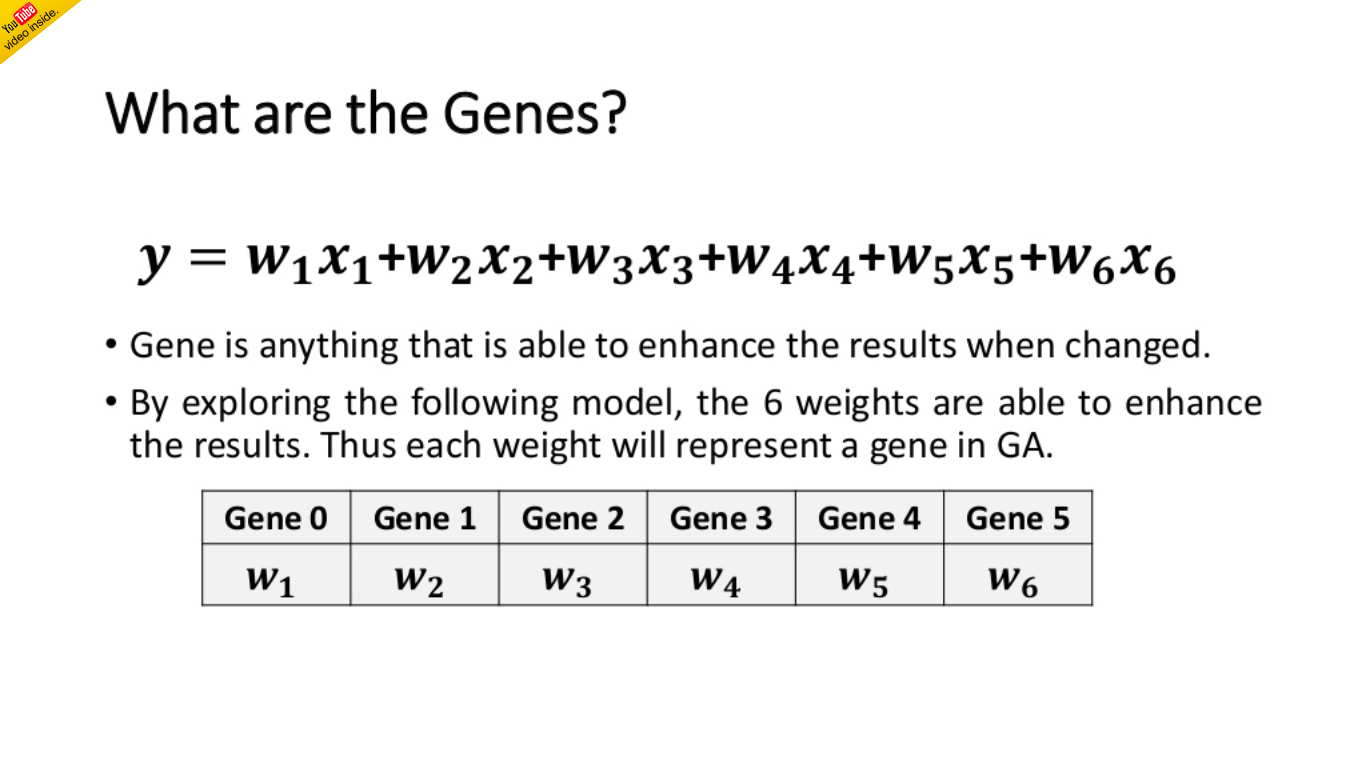 YouTube
video inside.
What are the Genes?
y = w₁x₁+w₂x₂+w₃x₃+w₄x₄+w₅x₅+w₆x₆
• Gene is anything that is able to enhance the results when changed.
• By exploring the following model, the 6 weights are able to enhance
the results. Thus each weight will represent a gene in GA.
Gene 0 Gene 1 Gene 2 Gene 3 Gene 4 Gene 5
w₁ w₂ w₃ w₄ w₅ w₆